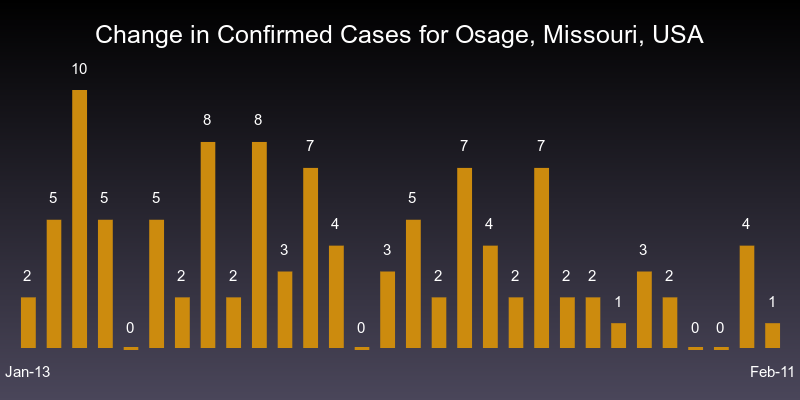 Change in Confirmed Cases for Osage, Missouri, USA
2 5 10 5 0 5 2 8 2 8 3 7 4 0 3 5 2 7 4 2 7 2 2 1 3 2 0 0 4 1
Jan-13 Feb-11